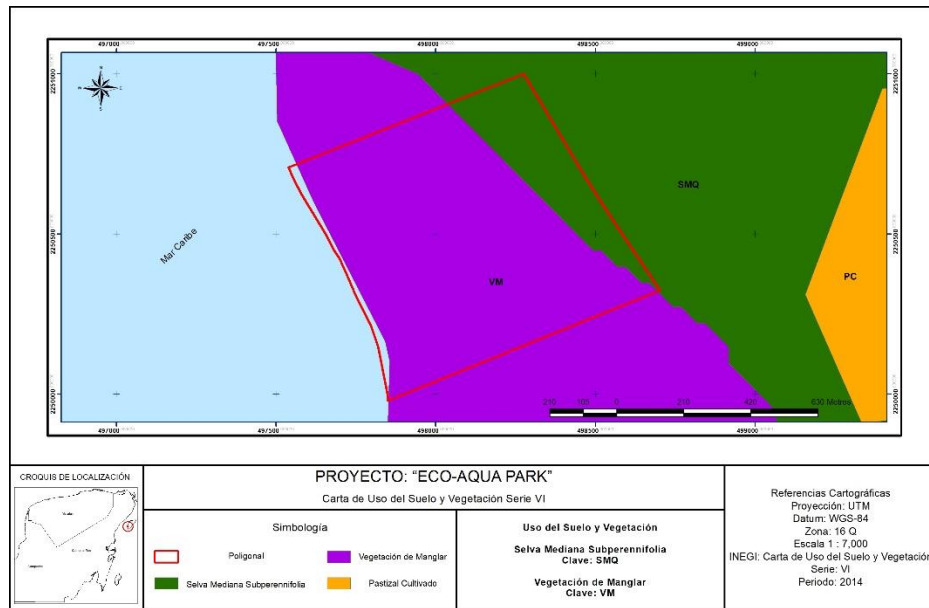 497000
497500
498000
498500
499000
2251000
2251000
N
Mar Caribe
SMQ
2250500
2250500
PC
VM
210 105 0 210 420 630 Metros
2250000
2250000
497000
497500
498000
498500
499000
CROQUIS DE LOCALIZACIÓN
PROYECTO: “ECO-AQUA PARK”
Carta de Uso del Suelo y Vegetación Serie VI
Simbología
Poligonal
Vegetación de Manglar
Selva Mediana Subperennifolia
Pastizal Cultivado
Uso del Suelo y Vegetación
Selva Mediana Subperennifolia
Clave: SMQ
Vegetación de Manglar
Clave: VM
Referencias Cartográficas
Proyección: UTM
Datum: WGS-84
Zona: 16 Q
Escala 1 : 7,000
INEGI: Carta de Uso del Suelo y Vegetación
Serie: VI
Periodo: 2014